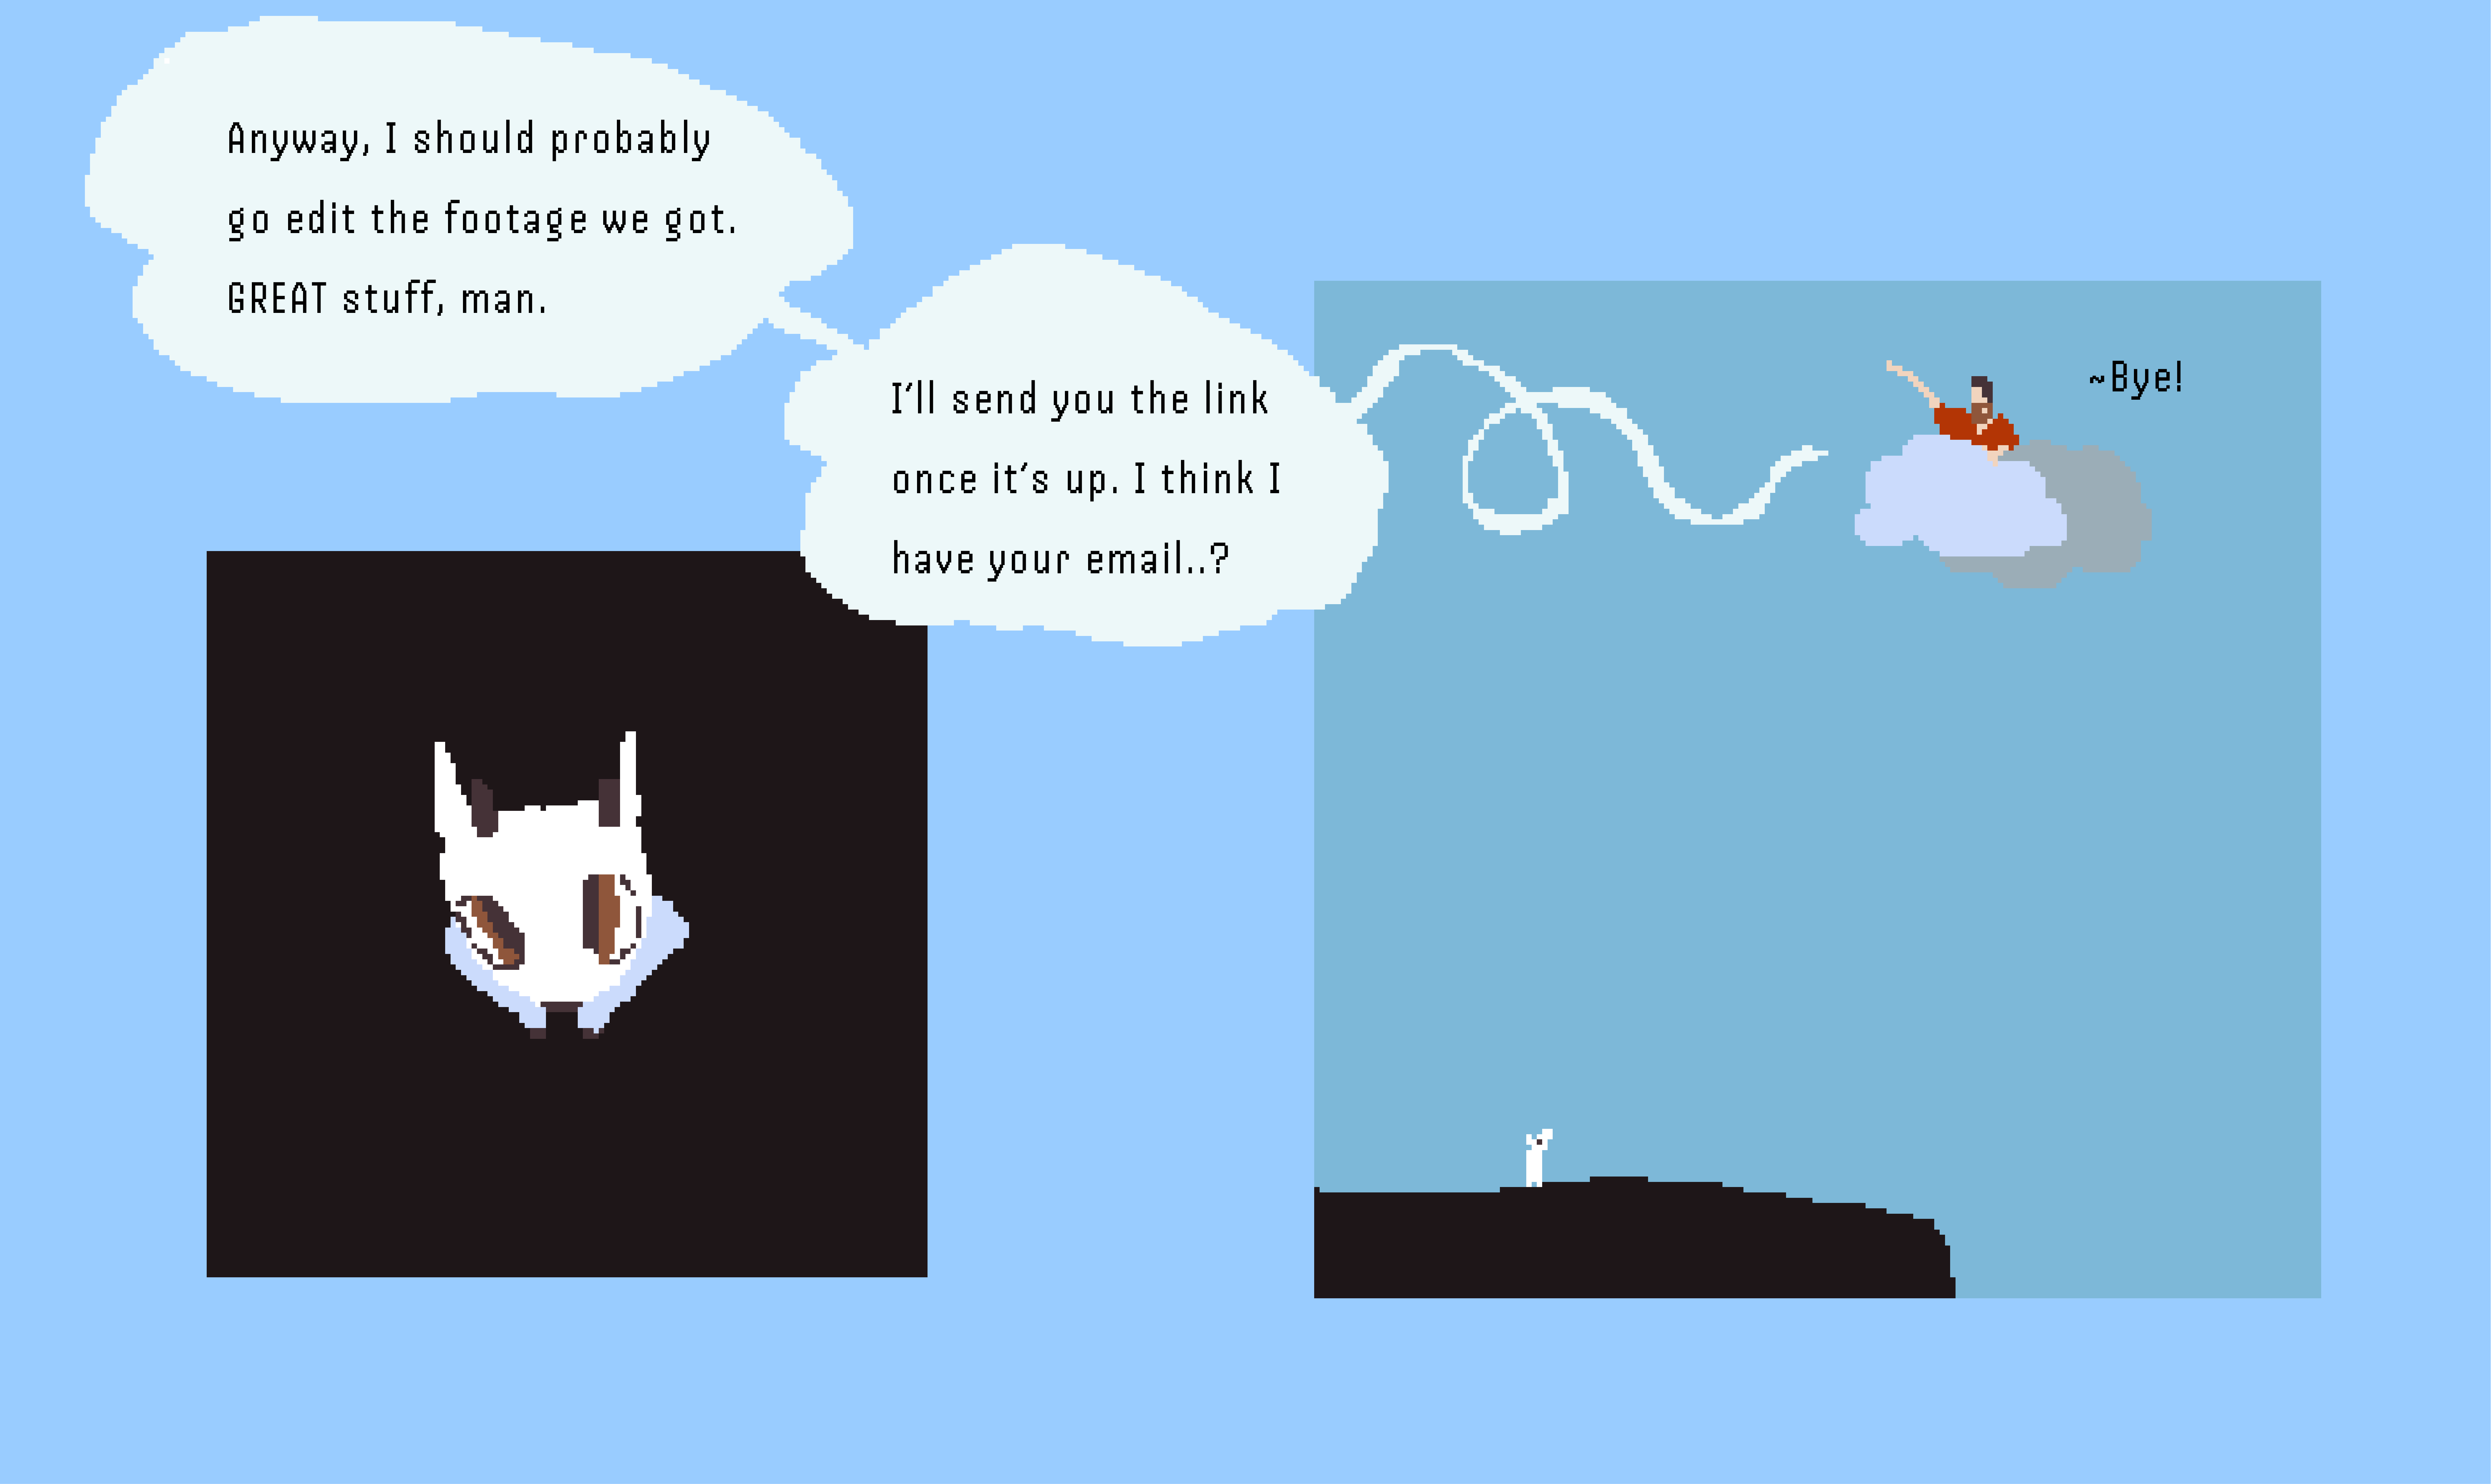 Anyway, I should probably
go edit the footage we got.
GREAT stuff, man.
I'll send you the link
once it's up. I think I
have your email..?
~Bye!